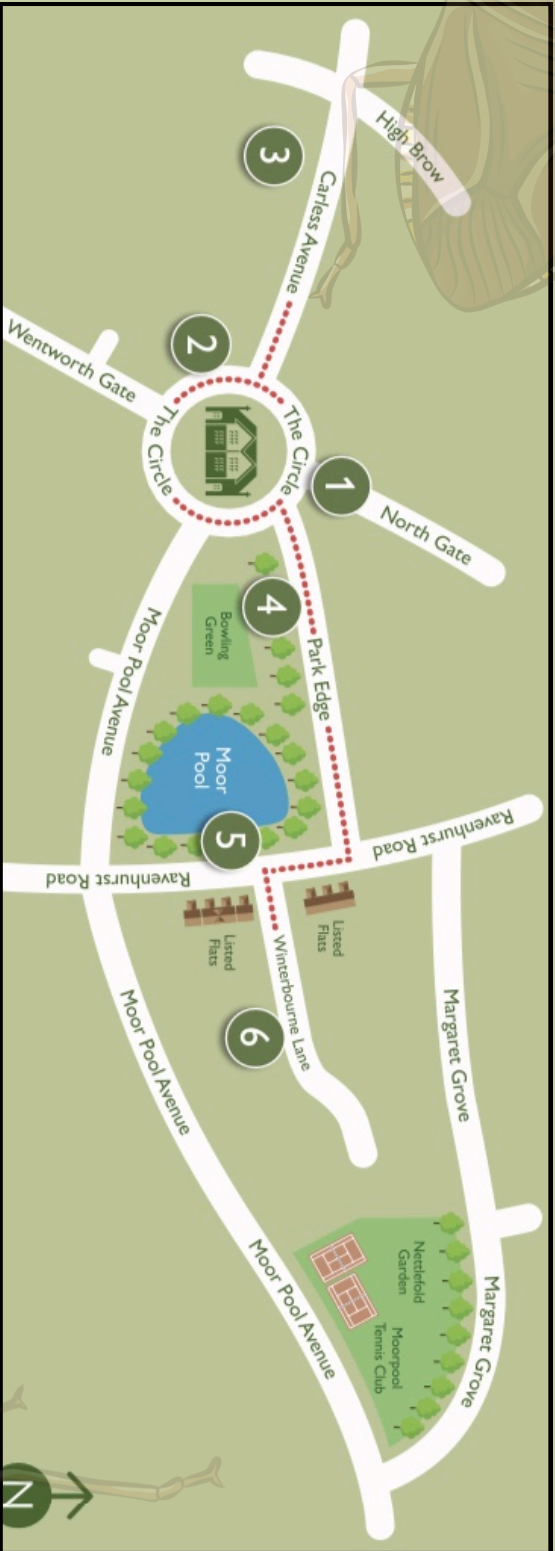 High Brow
3
Carless Avenue
2
Wentworth Gate
The Circle
The Circle
1
North Gate
4
Bowling
Green
Park Edge
Moor Pool Avenue
Moor
Pool
5
Ravenhurst Road
Ravenhurst Road
Listed
Flats
Listed
Flats
Winterbourne Lane
6
Margaret Grove
Moor Pool Avenue
Nettlefold
Garden
Moorpool
Tennis Club
Margaret Grove
Moor Pool Avenue
N